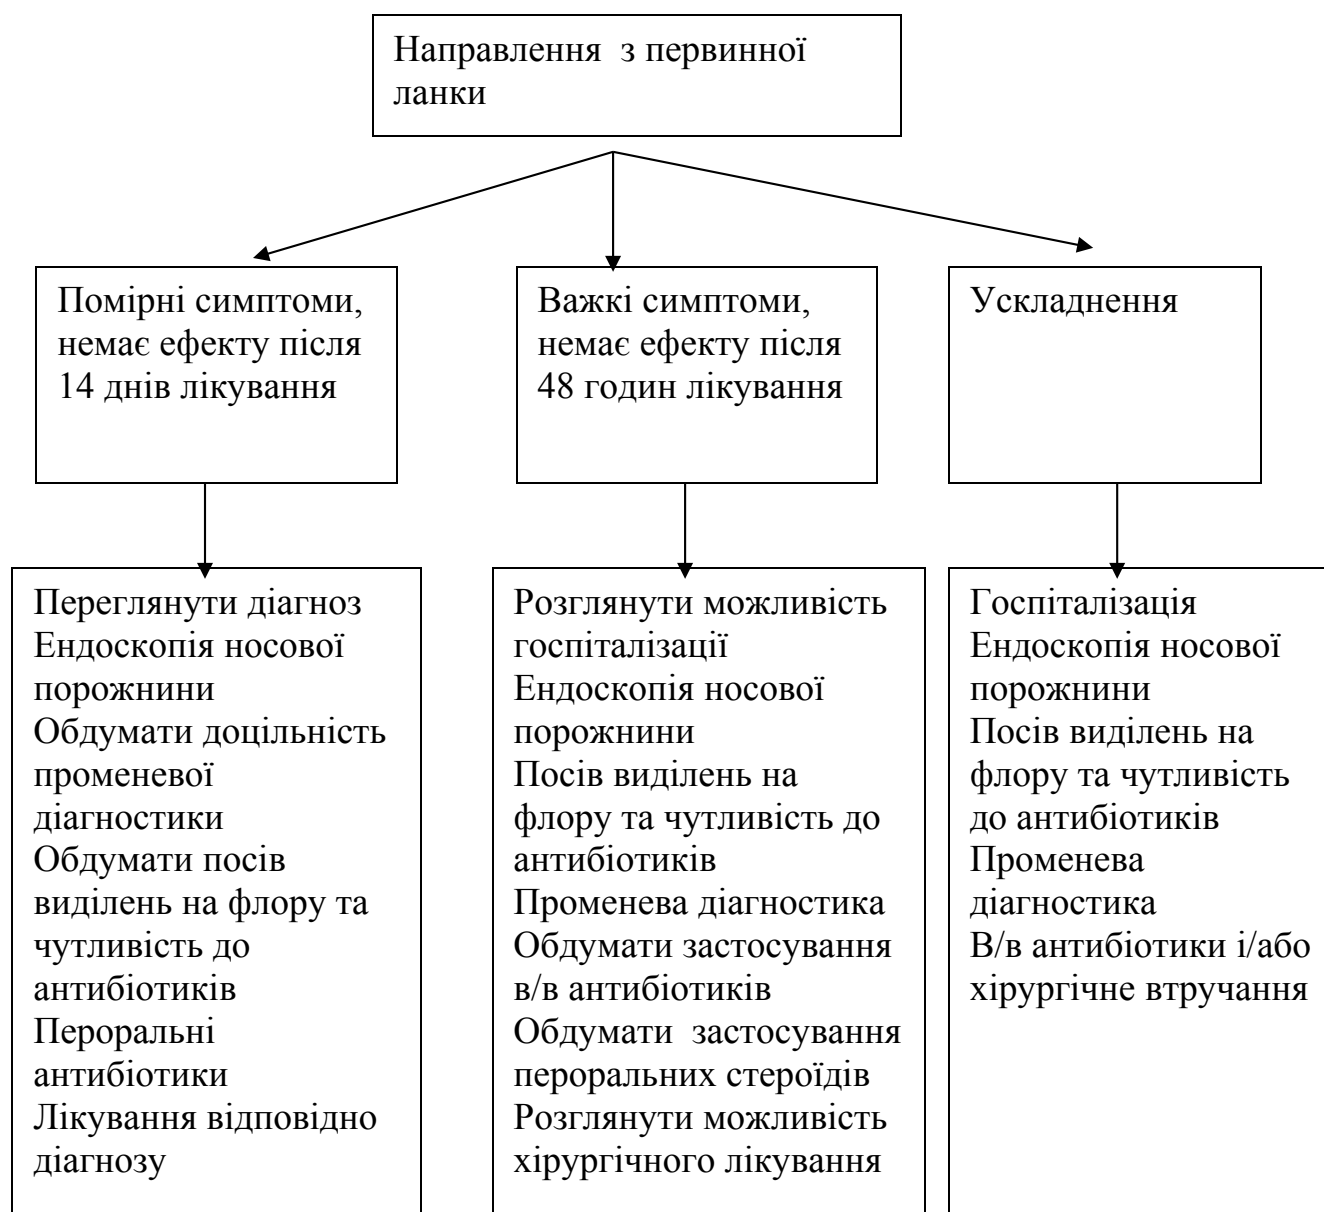 Направлення  з первинної
ланки
Помірні симптоми,
немає ефекту після
14 днів лікування
Важкі симптоми,
немає ефекту після
48 годин лікування
Ускладнення
Переглянути діагноз
Ендоскопія носової
порожнини
Обдумати доцільність
променевої
діагностики
Обдумати посів
виділень на флору та
чутливість до
антибіотиків
Пероральні
антибіотики
Лікування відповідно
діагнозу
Розглянути можливість
госпіталізації
Ендоскопія носової
порожнини
Посів виділень на
флору та чутливість до
антибіотиків
Променева діагностика
Обдумати застосування
в/в антибіотиків
Обдумати  застосування
пероральних стероїдів
Розглянути можливість
хірургічного лікування
Госпіталізація
Ендоскопія носової
порожнини
Посів виділень на
флору та чутливість
до антибіотиків
Променева
діагностика
В/в антибіотики і/або
хірургічне втручання